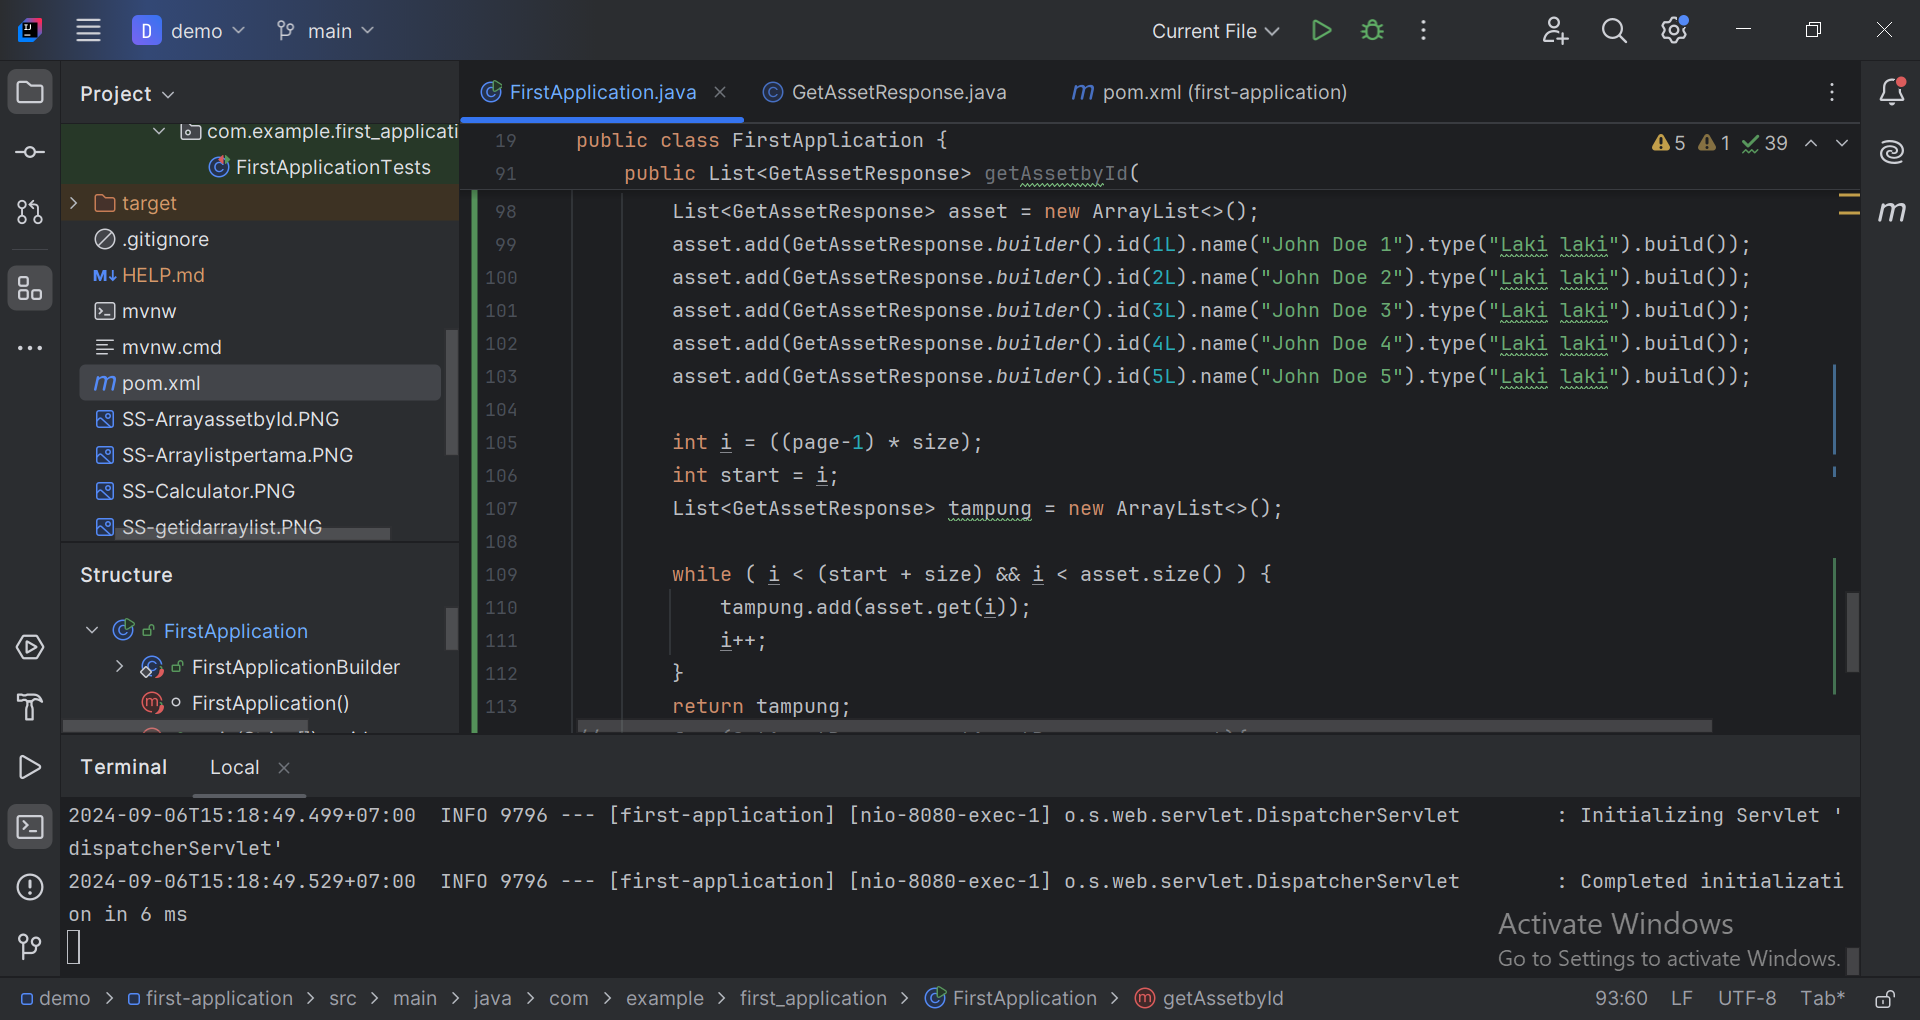 D demo main Current File
Project
com.example.first_applicati
FirstApplicationTests
target
.gitignore
M↓ HELP.md
mvnw
mvnw.cmd
m pom.xml
SS-ArrayassetbyId.PNG
SS-Arraylistpertama.PNG
SS-Calculator.PNG
SS-getidarraylist.PNG
Structure
FirstApplication
FirstApplicationBuilder
FirstApplication()
FirstApplication.java GetAssetResponse.java m pom.xml (first-application)
5 1 39
19 public class FirstApplication {
91 public List<GetAssetResponse> getAssetbyId(
98 List<GetAssetResponse> asset = new ArrayList<>();
99 asset.add(GetAssetResponse.builder().id(1L).name("John Doe 1").type("Laki laki").build());
100 asset.add(GetAssetResponse.builder().id(2L).name("John Doe 2").type("Laki laki").build());
101 asset.add(GetAssetResponse.builder().id(3L).name("John Doe 3").type("Laki laki").build());
102 asset.add(GetAssetResponse.builder().id(4L).name("John Doe 4").type("Laki laki").build());
103 asset.add(GetAssetResponse.builder().id(5L).name("John Doe 5").type("Laki laki").build());
104
105 int i = ((page-1) * size);
106 int start = i;
107 List<GetAssetResponse> tampung = new ArrayList<>();
108
109 while ( i < (start + size) && i < asset.size() ) {
110 tampung.add(asset.get(i));
111 i++;
112 }
113 return tampung;
m
Terminal Local
2024-09-06T15:18:49.499+07:00 INFO 9796 --- [first-application] [nio-8080-exec-1] o.s.web.servlet.DispatcherServlet : Initializing Servlet '
dispatcherServlet'
2024-09-06T15:18:49.529+07:00 INFO 9796 --- [first-application] [nio-8080-exec-1] o.s.web.servlet.DispatcherServlet : Completed initializati
on in 6 ms
Activate Windows
Go to Settings to activate Windows.
demo > first-application > src > main > java > com > example > first_application > FirstApplication > getAssetbyId 93:60 LF UTF-8 Tab*